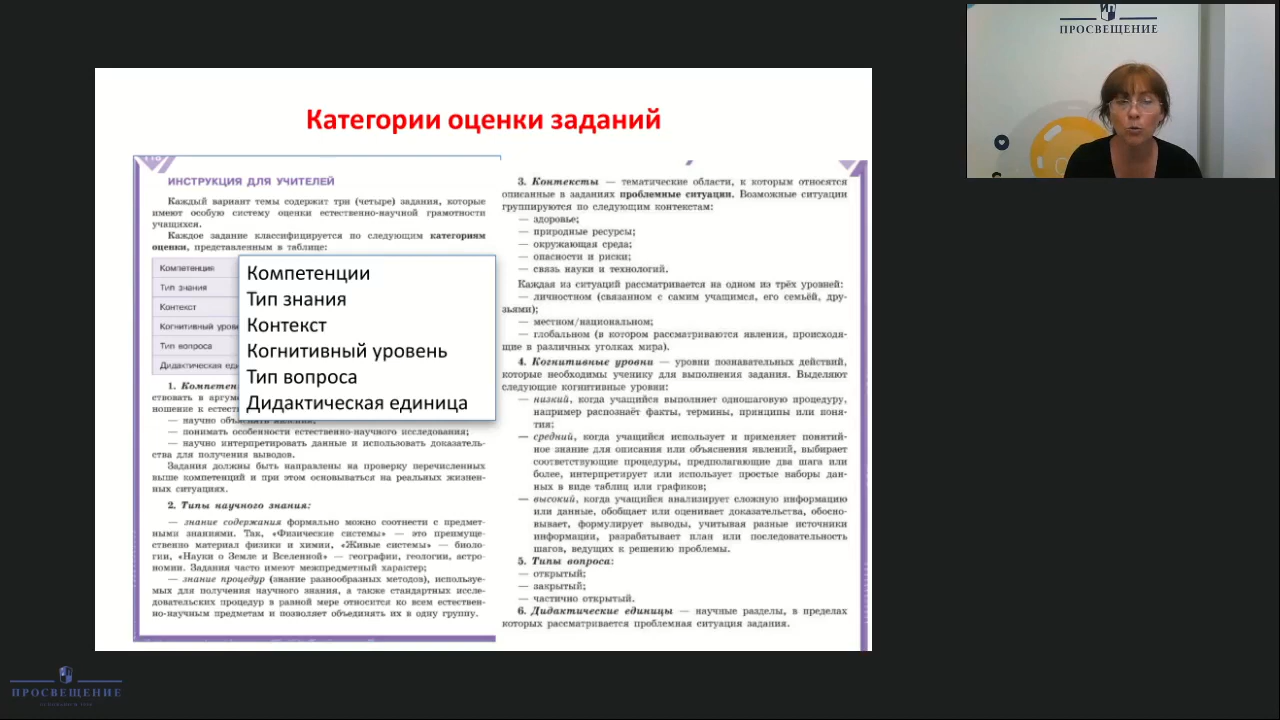 ПРОСВЕЩЕНИЕ
Категории оценки заданий
ИНСТРУКЦИЯ ДЛЯ УЧИТЕЛЕЙ
Каждый вариант темы содержит три (четыре) задания, которые
имеют особую систему оценки естественно-научной грамотности
учащихся.
Каждое задание классифицируется по следующим категориям
оценки, представленным в таблице:
Компетенция
Тип знания
Контекст
Когнитивный
Тип вопроса
Дидактическая
Компетенции
Тип знания
Контекст
Когнитивный уровень
Тип вопроса
Дидактическая единица
1.
ствовать в
— научно
— понимать особенности естественно-научного исследования;
— научно интерпретировать данные и использовать доказатель-
ства для получения выводов.
Задания должны быть направлены на проверку перечисленных
выше компетенций и при этом основываться на реальных жизнен-
ных ситуациях.
2. Типы научного знания:
— знание содержания формально можно соотнести с предмет-
ными знаниями. Так, «Физические системы» — это преимуще-
ственно материал физики и химии, «Живые системы» — биоло-
гии, «Науки о Земле и Вселенной» — географии, геологии, астро-
номии. Задания часто имеют межпредметный характер;
— знание процедур (знание разнообразных методов), используе-
мых для получения научного знания, а также стандартных иссле-
довательских процедур в равной мере относится ко всем естествен-
но-научным предметам и позволяет объединять их в одну группу.
3. Контексты — тематические области, к которым относятся
описанные в заданиях проблемные ситуации. Возможные ситуации
группируются по следующим контекстам:
— здоровье;
— природные ресурсы;
— окружающая среда;
— опасности и риски;
— связь науки и технологий.
Каждая из ситуаций рассматривается на одном из трёх уровней:
— личностном (связанном с самим учащимся, его семьёй, дру-
зьями);
— местном/национальном;
— глобальном (в котором рассматриваются явления, происходя-
щие в различных уголках мира).
4. Когнитивные уровни — уровни познавательных действий,
которые необходимы ученику для выполнения задания. Выделяют
следующие когнитивные уровни:
— низкий, когда учащийся выполняет одношаговую процедуру,
например распознаёт факты, термины, принципы или поня-
тия;
— средний, когда учащийся использует и применяет понятий-
ное знание для описания или объяснения явлений, выбирает
соответствующие процедуры, предполагающие два шага или
более, интерпретирует или использует простые наборы дан-
ных в виде таблиц или графиков;
— высокий, когда учащийся анализирует сложную информацию
или данные, обобщает или оценивает доказательства, обосно-
вывает, формулирует выводы, учитывая разные источники
информации, разрабатывает план или последовательность
шагов, ведущих к решению проблемы.
5. Типы вопроса:
— открытый;
— закрытый;
— частично открытый.
6. Дидактические единицы — научные разделы, в пределах
которых рассматривается проблемная ситуация задания.
ПРОСВЕЩЕНИЕ